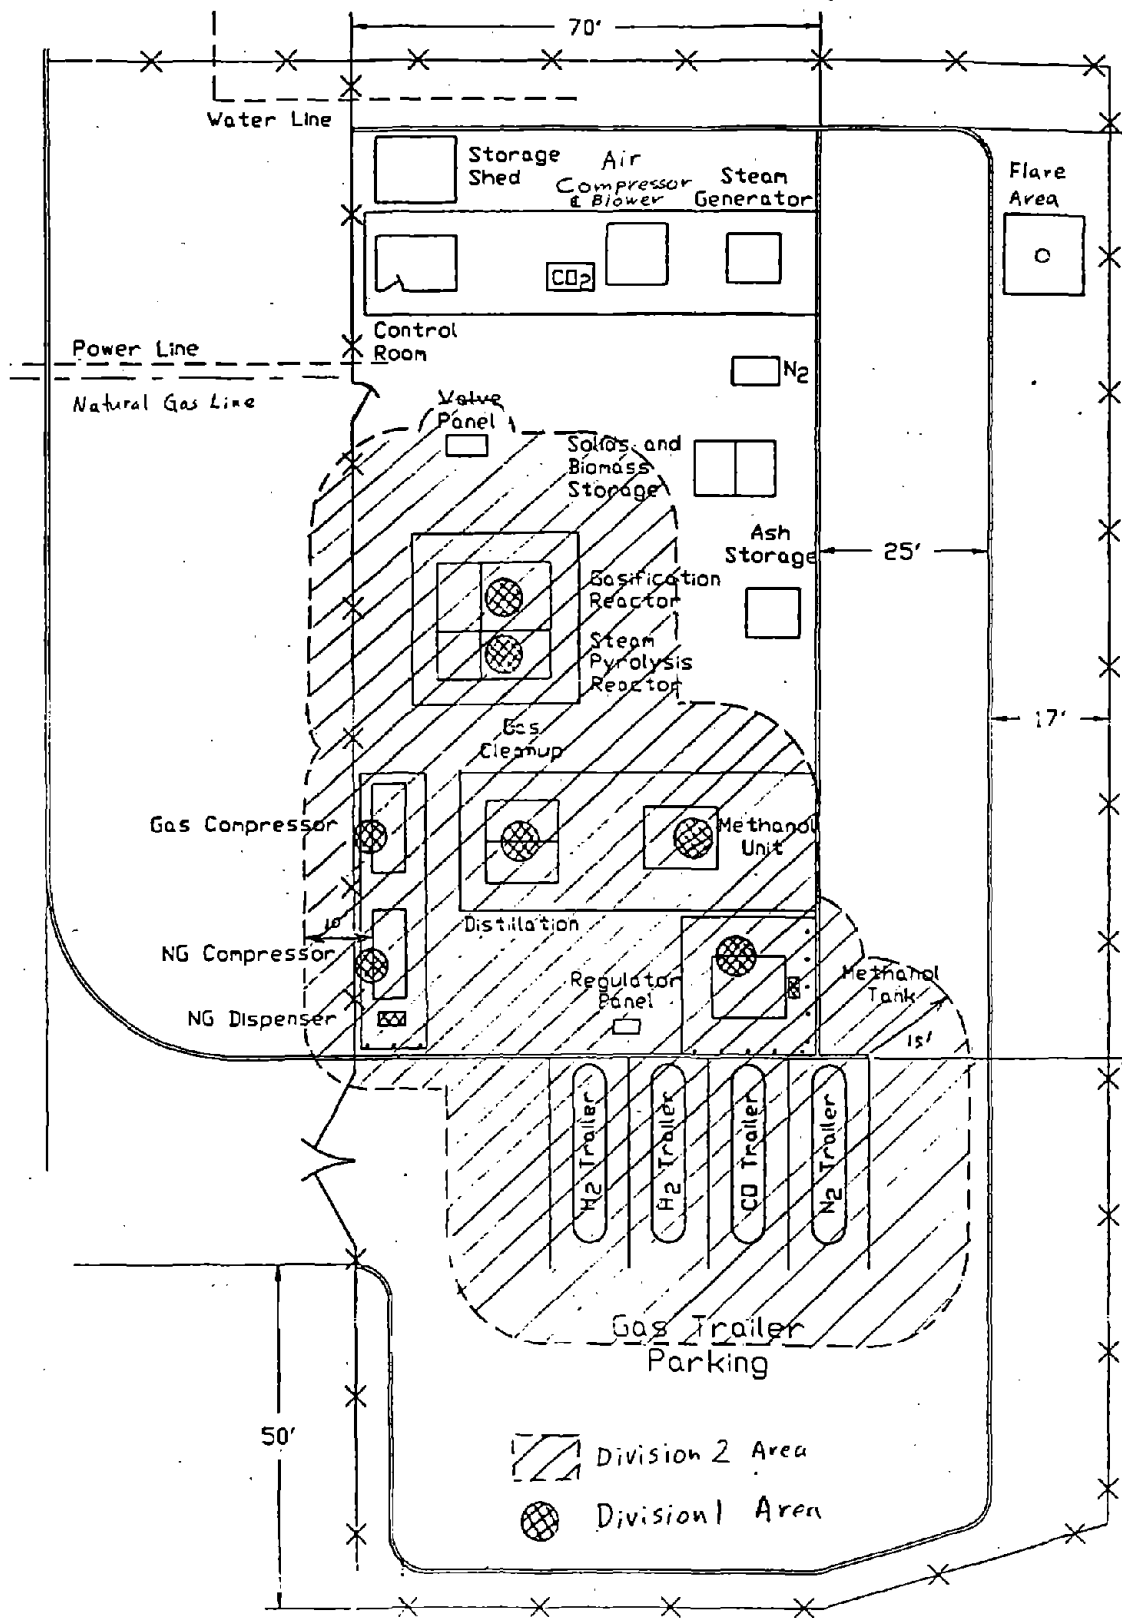 70'
Water Line
Storage
Shed
Air
Compressor
& Blower
Steam
Generator
Flare
Area
CO2
Control
Room
Power Line
Natural Gas Line
N2
Valve
Panel
Solids and
Biomass
Storage
Ash
Storage
25'
Gasification
Reactor
Steam
Pyrolysis
Reactor
17'
Gas
Cleanup
Gas Compressor
Methanol
Unit
10'
Distillation
NG Compressor
Regulator
Panel
Methanol
Tank
NG Dispenser
15'
H2 Trailer
H2 Trailer
CO Trailer
N2 Trailer
Gas Trailer
Parking
50'
Division 2 Area
Division 1 Area